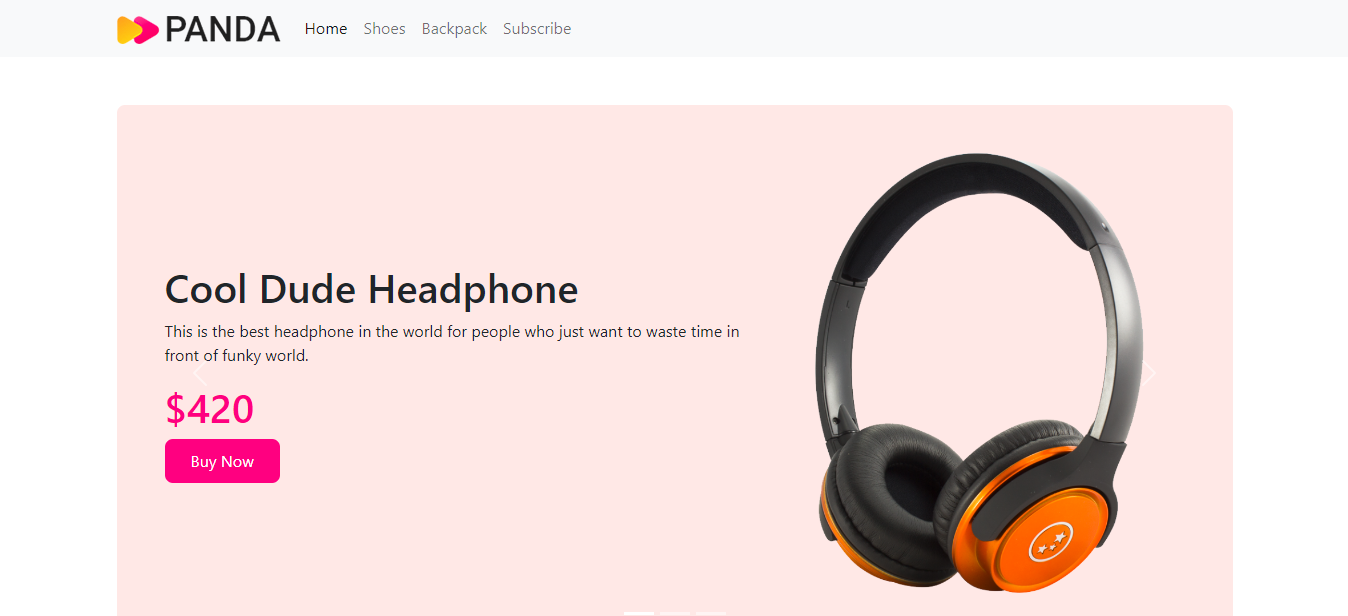 PANDA
Home
Shoes
Backpack
Subscribe
Cool Dude Headphone
This is the best headphone in the world for people who just want to waste time in
front of funky world.
$420
Buy Now